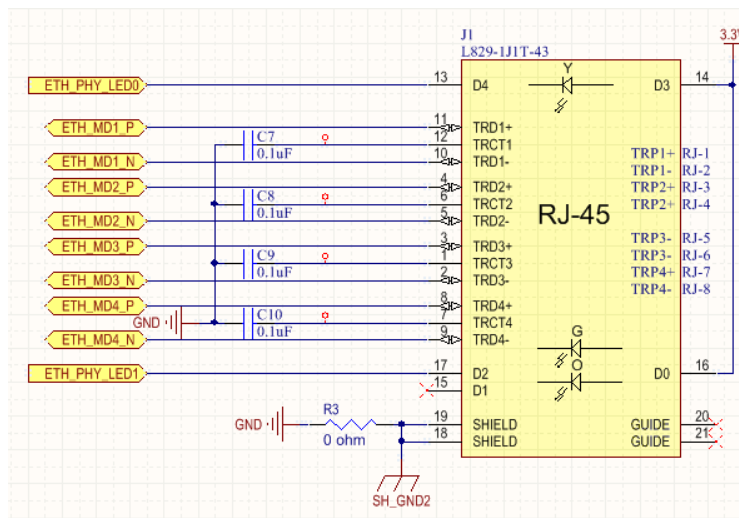 J1
L829-1J1T-43
3.3V
ETH_PHY_LED0
13
D4
Y
D3
14
ETH_MD1_P
11
TRD1+
C7
0.1uF
12
TRCT1
ETH_MD1_N
10
TRD1-
TRP1+
RJ-1
TRP1-
RJ-2
ETH_MD2_P
4
TRD2+
TRP2+
RJ-3
C8
0.1uF
6
TRCT2
TRP2+
RJ-4
ETH_MD2_N
5
TRD2-
RJ-45
ETH_MD3_P
3
TRD3+
TRP3-
RJ-5
C9
0.1uF
1
TRCT3
TRP3-
RJ-6
ETH_MD3_N
2
TRD3-
TRP4+
RJ-7
TRP4-
RJ-8
ETH_MD4_P
8
TRD4+
GND
C10
0.1uF
7
TRCT4
ETH_MD4_N
9
TRD4-
G
ETH_PHY_LED1
17
D2
O
D0
16
15
D1
R3
0 ohm
GND
19
SHIELD
GUIDE
20
18
SHIELD
GUIDE
21
SH_GND2